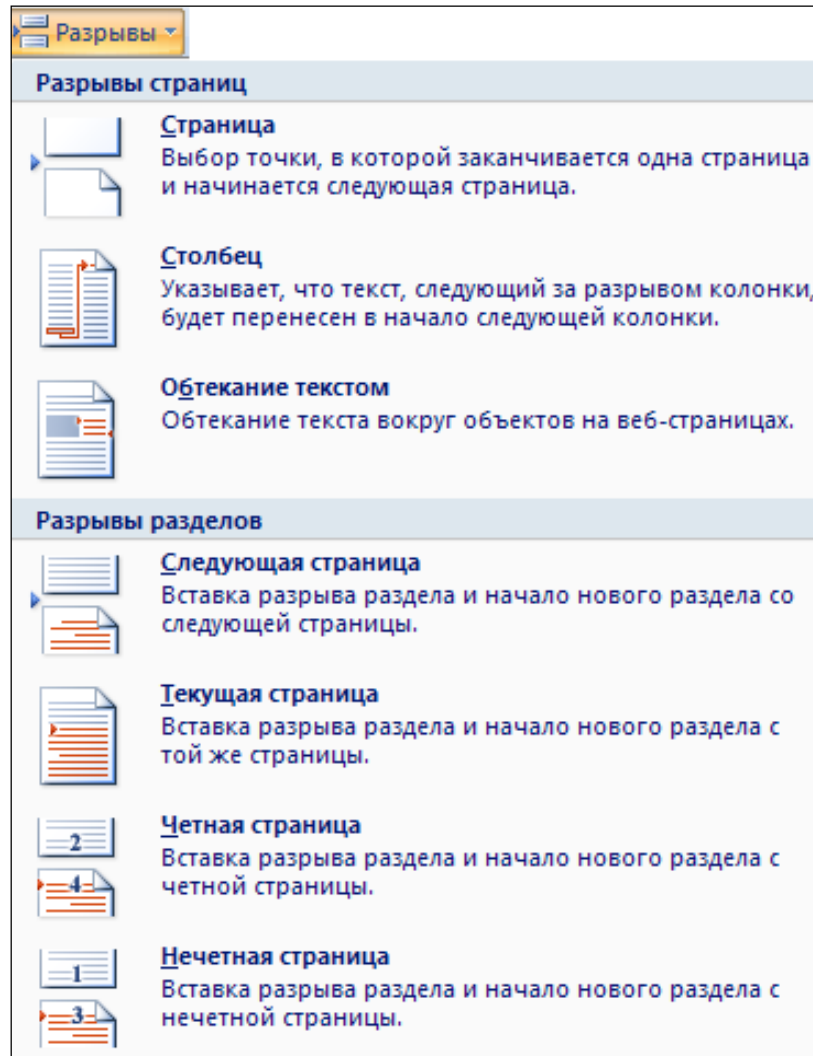 Разрывы
Разрывы страниц
Страница
Выбор точки, в которой заканчивается одна страница
и начинается следующая страница.
Столбец
Указывает, что текст, следующий за разрывом колонки,
будет перенесен в начало следующей колонки.
Обтекание текстом
Обтекание текста вокруг объектов на веб-страницах.
Разрывы разделов
Следующая страница
Вставка разрыва раздела и начало нового раздела со
следующей страницы.
Текущая страница
Вставка разрыва раздела и начало нового раздела с
той же страницы.
2
4
Четная страница
Вставка разрыва раздела и начало нового раздела с
четной страницы.
1
3
Нечетная страница
Вставка разрыва раздела и начало нового раздела с
нечетной страницы.